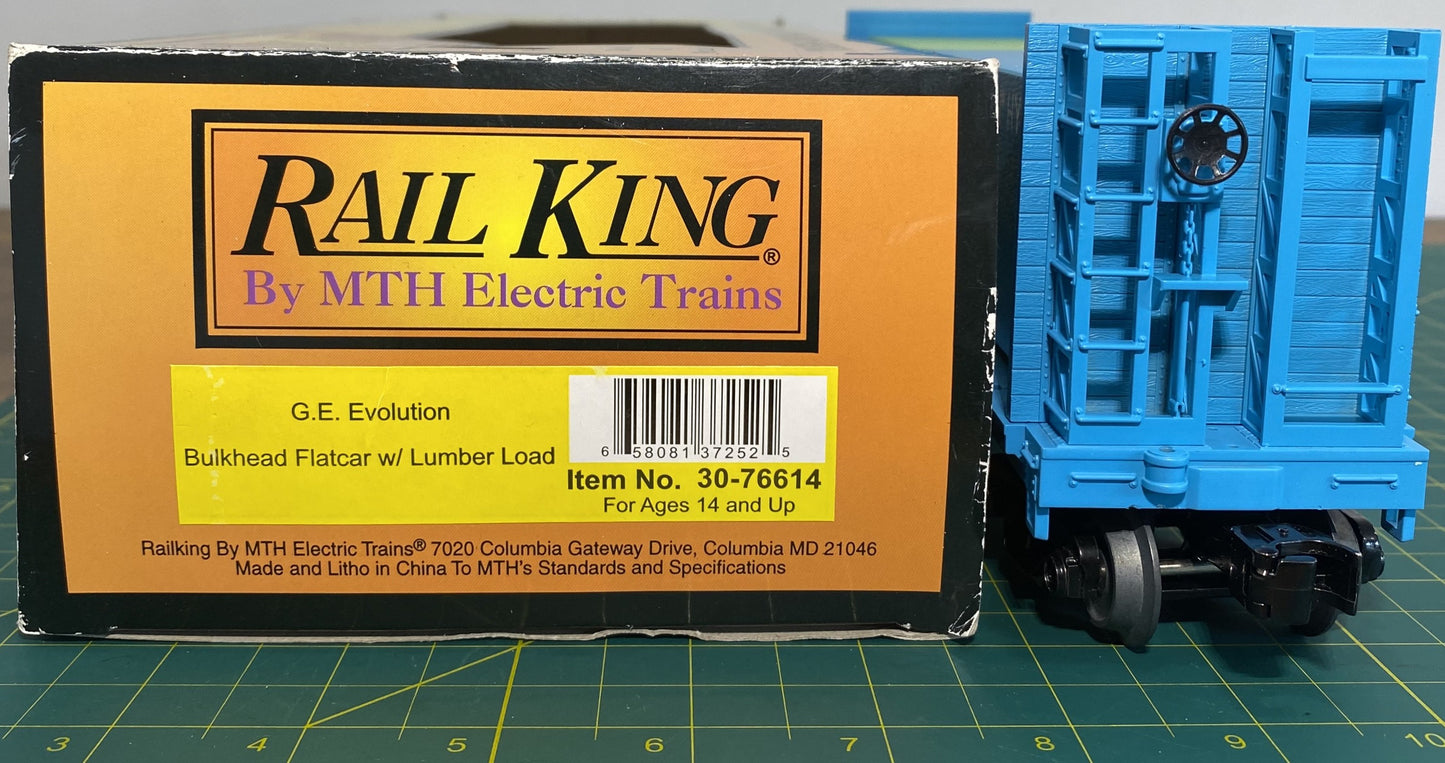 RAIL KING®
By MTH Electric Trains
G.E. Evolution
Bulkhead Flatcar w/ Lumber Load
6 58081 37252 5
Item No. 30-76614
For Ages 14 and Up
Railking By MTH Electric Trains® 7020 Columbia Gateway Drive, Columbia MD 21046
Made and Litho in China To MTH's Standards and Specifications
3 4 5 6 7 8 9 10